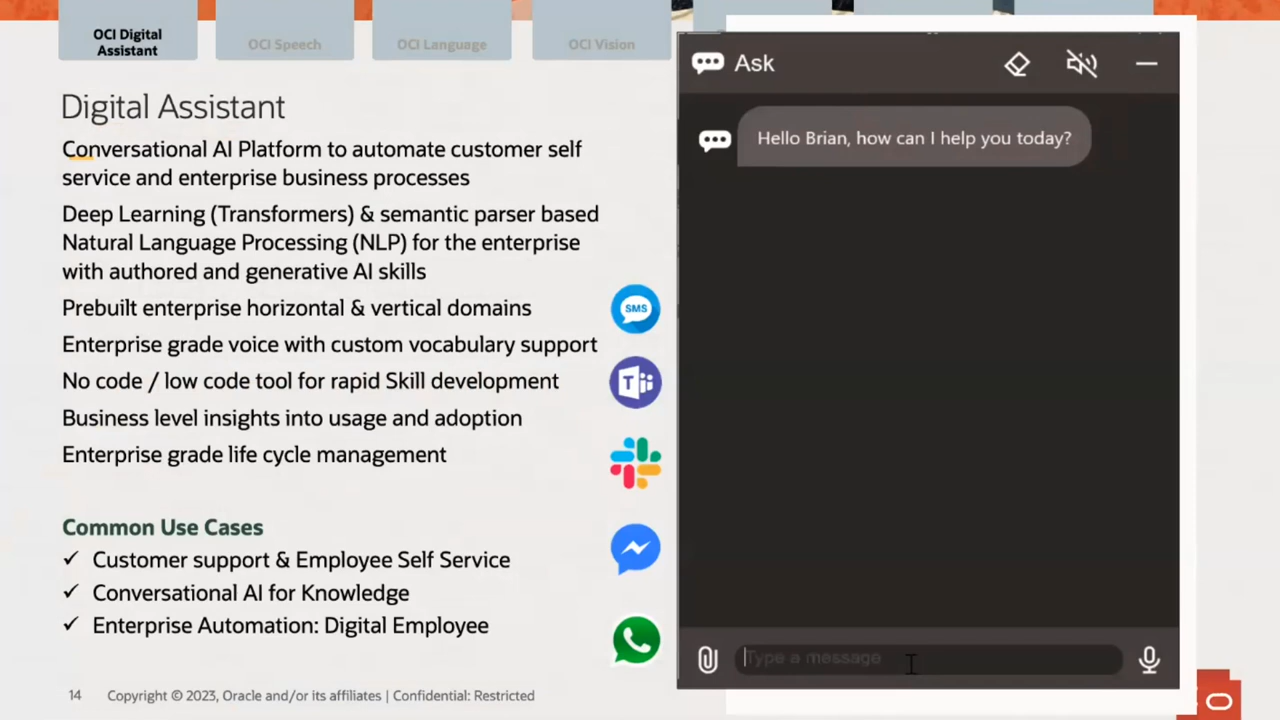 OCI Digital
Assistant
OCI Speech
OCI Language
OCI Vision
Digital Assistant
Conversational AI Platform to automate customer self
service and enterprise business processes
Deep Learning (Transformers) & semantic parser based
Natural Language Processing (NLP) for the enterprise
with authored and generative AI skills
Prebuilt enterprise horizontal & vertical domains
Enterprise grade voice with custom vocabulary support
No code / low code tool for rapid Skill development
Business level insights into usage and adoption
Enterprise grade life cycle management
Common Use Cases
✓ Customer support & Employee Self Service
✓ Conversational AI for Knowledge
✓ Enterprise Automation: Digital Employee
SMS
Ask
Hello Brian, how can I help you today?
Type a message
14 Copyright © 2023, Oracle and/or its affiliates | Confidential: Restricted